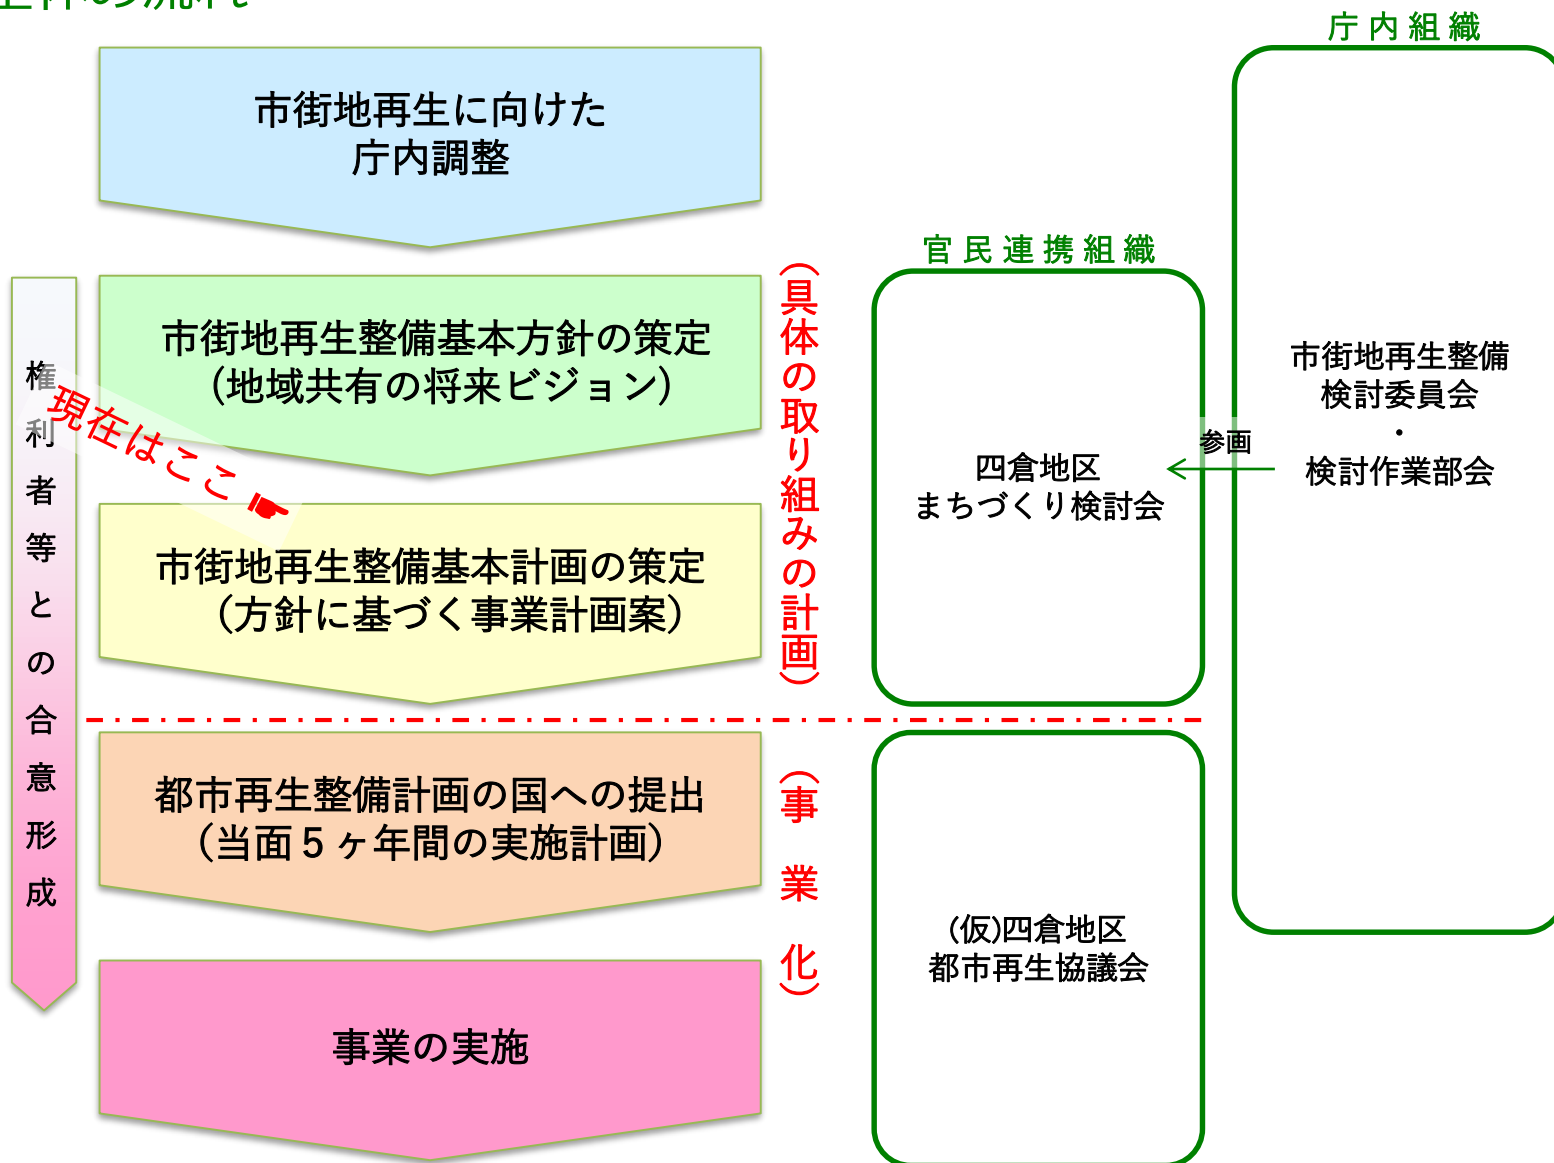 全体の流れ
庁内組織
市街地再生に向けた
庁内調整
官民連携組織
市街地再生整備基本方針の策定
（地域共有の将来ビジョン）
（具体の取り組みの計画）
権利者等との合意形成
現在はここ☛
市街地再生整備
検討委員会
・
検討作業部会
参画
四倉地区
まちづくり検討会
市街地再生整備基本計画の策定
（方針に基づく事業計画案）
都市再生整備計画の国への提出
（当面５ヶ年間の実施計画）
（事業化）
(仮)四倉地区
都市再生協議会
事業の実施